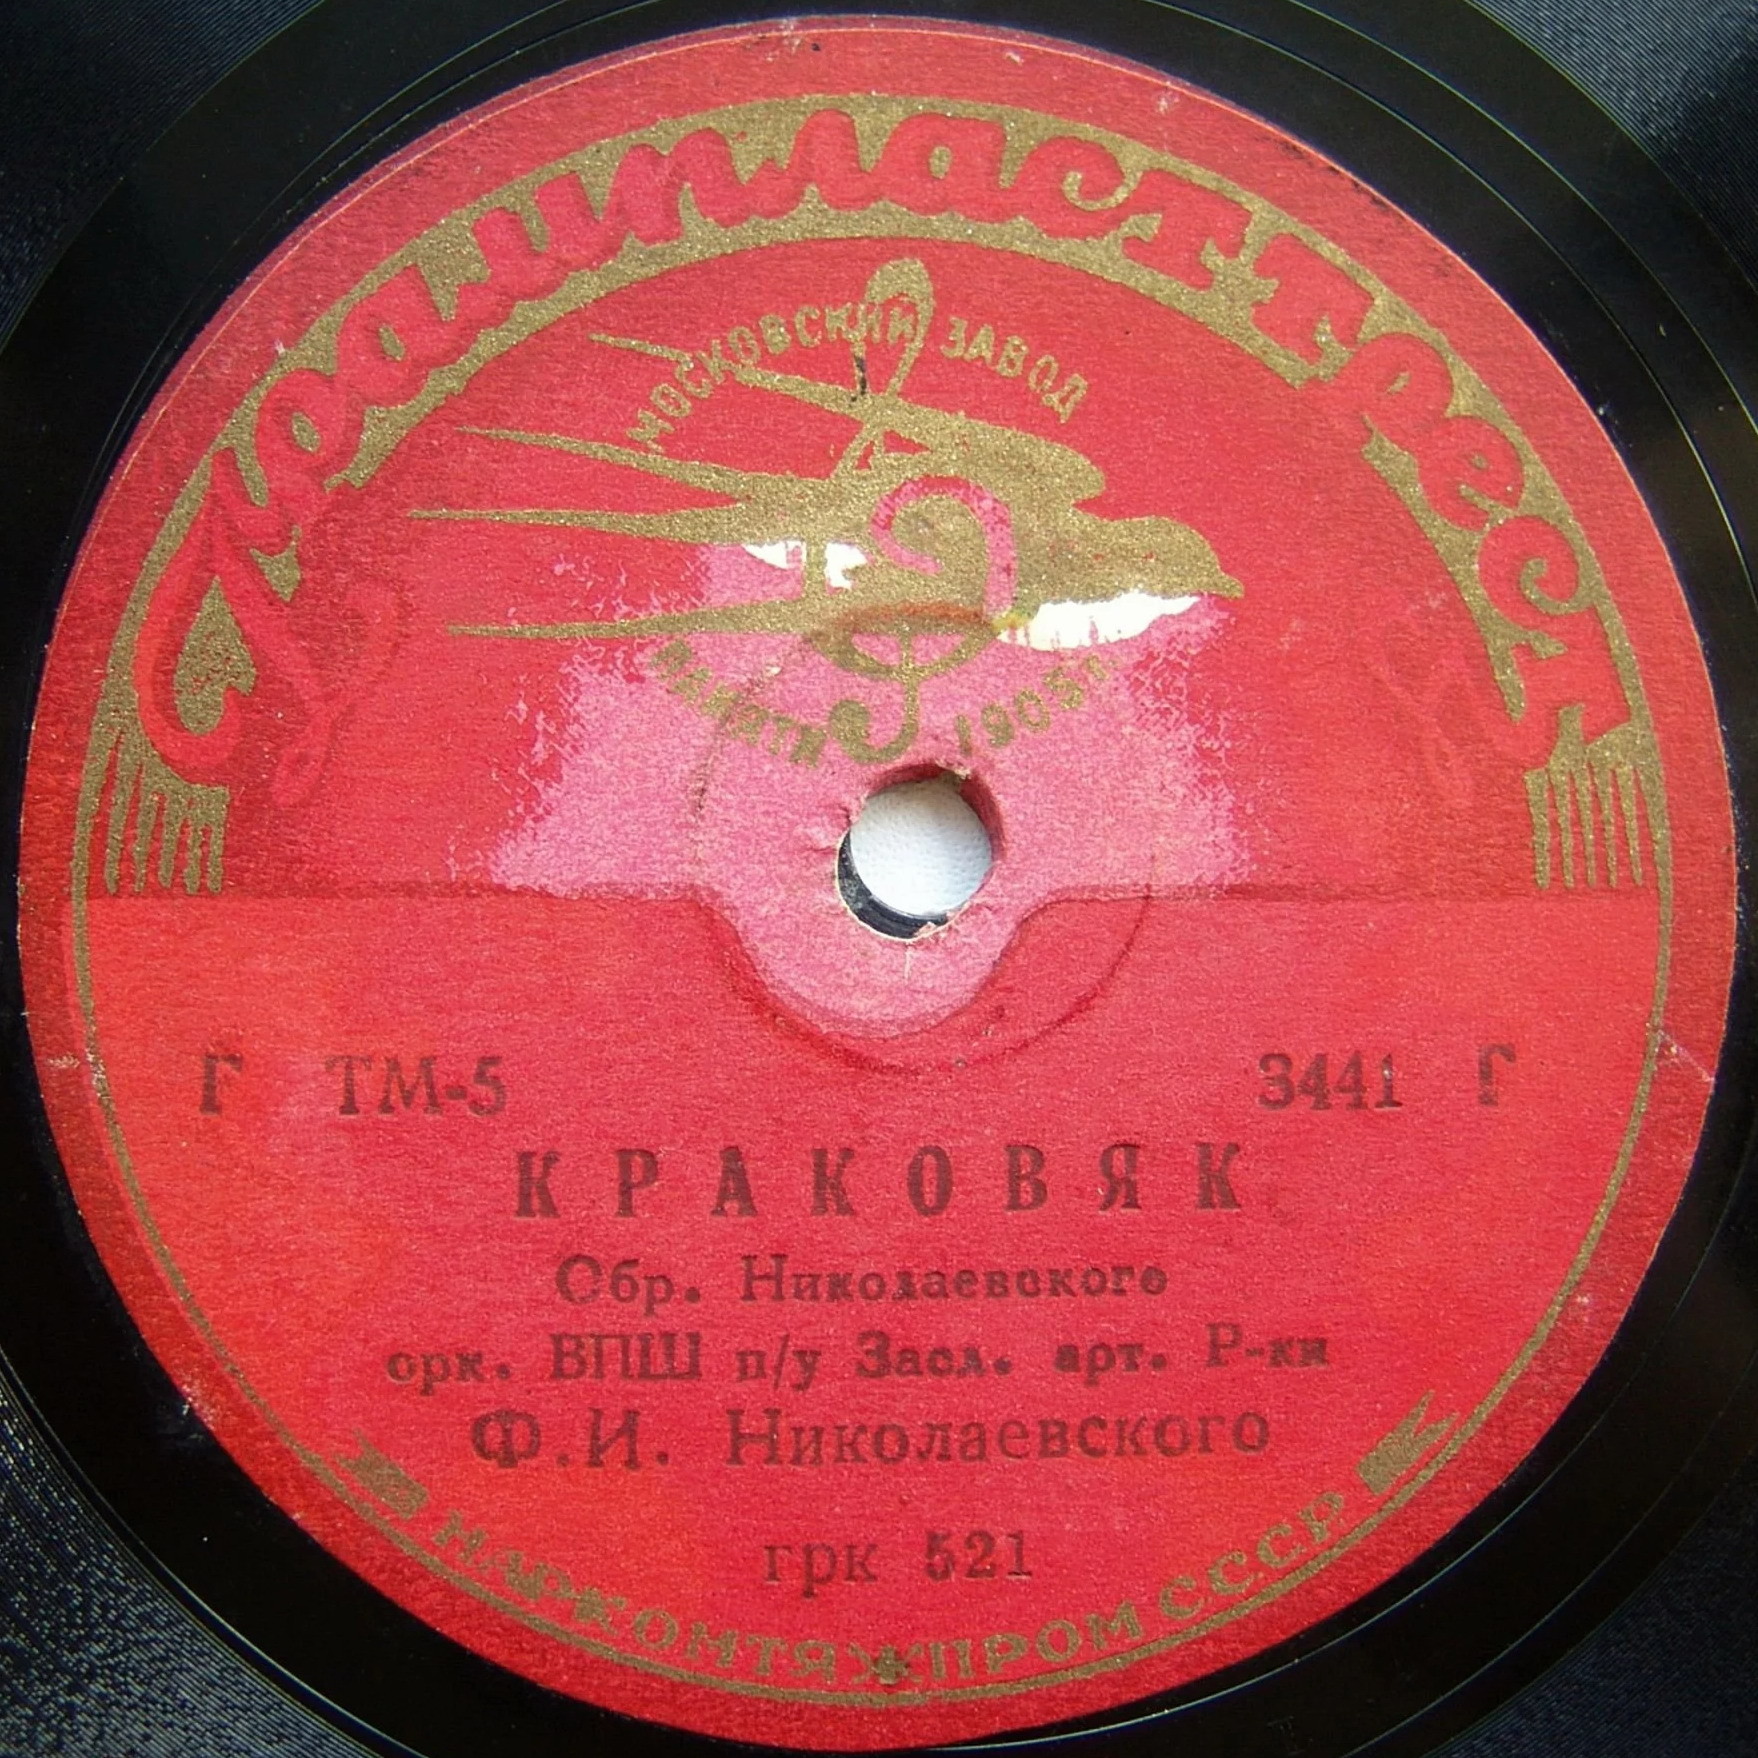 Грампласттрест
МОСКОВСКИЙ ЗАВОД
ПАМЯТИ 1905 г.
Г ТМ-5 3441 Г
КРАКОВЯК
Обр. Николаевского
орк. ВПШ п/у Засл. арт. Р-ки
Ф.И. Николаевского
грк 521
НАРКОМТЯЖПРОМ СССР